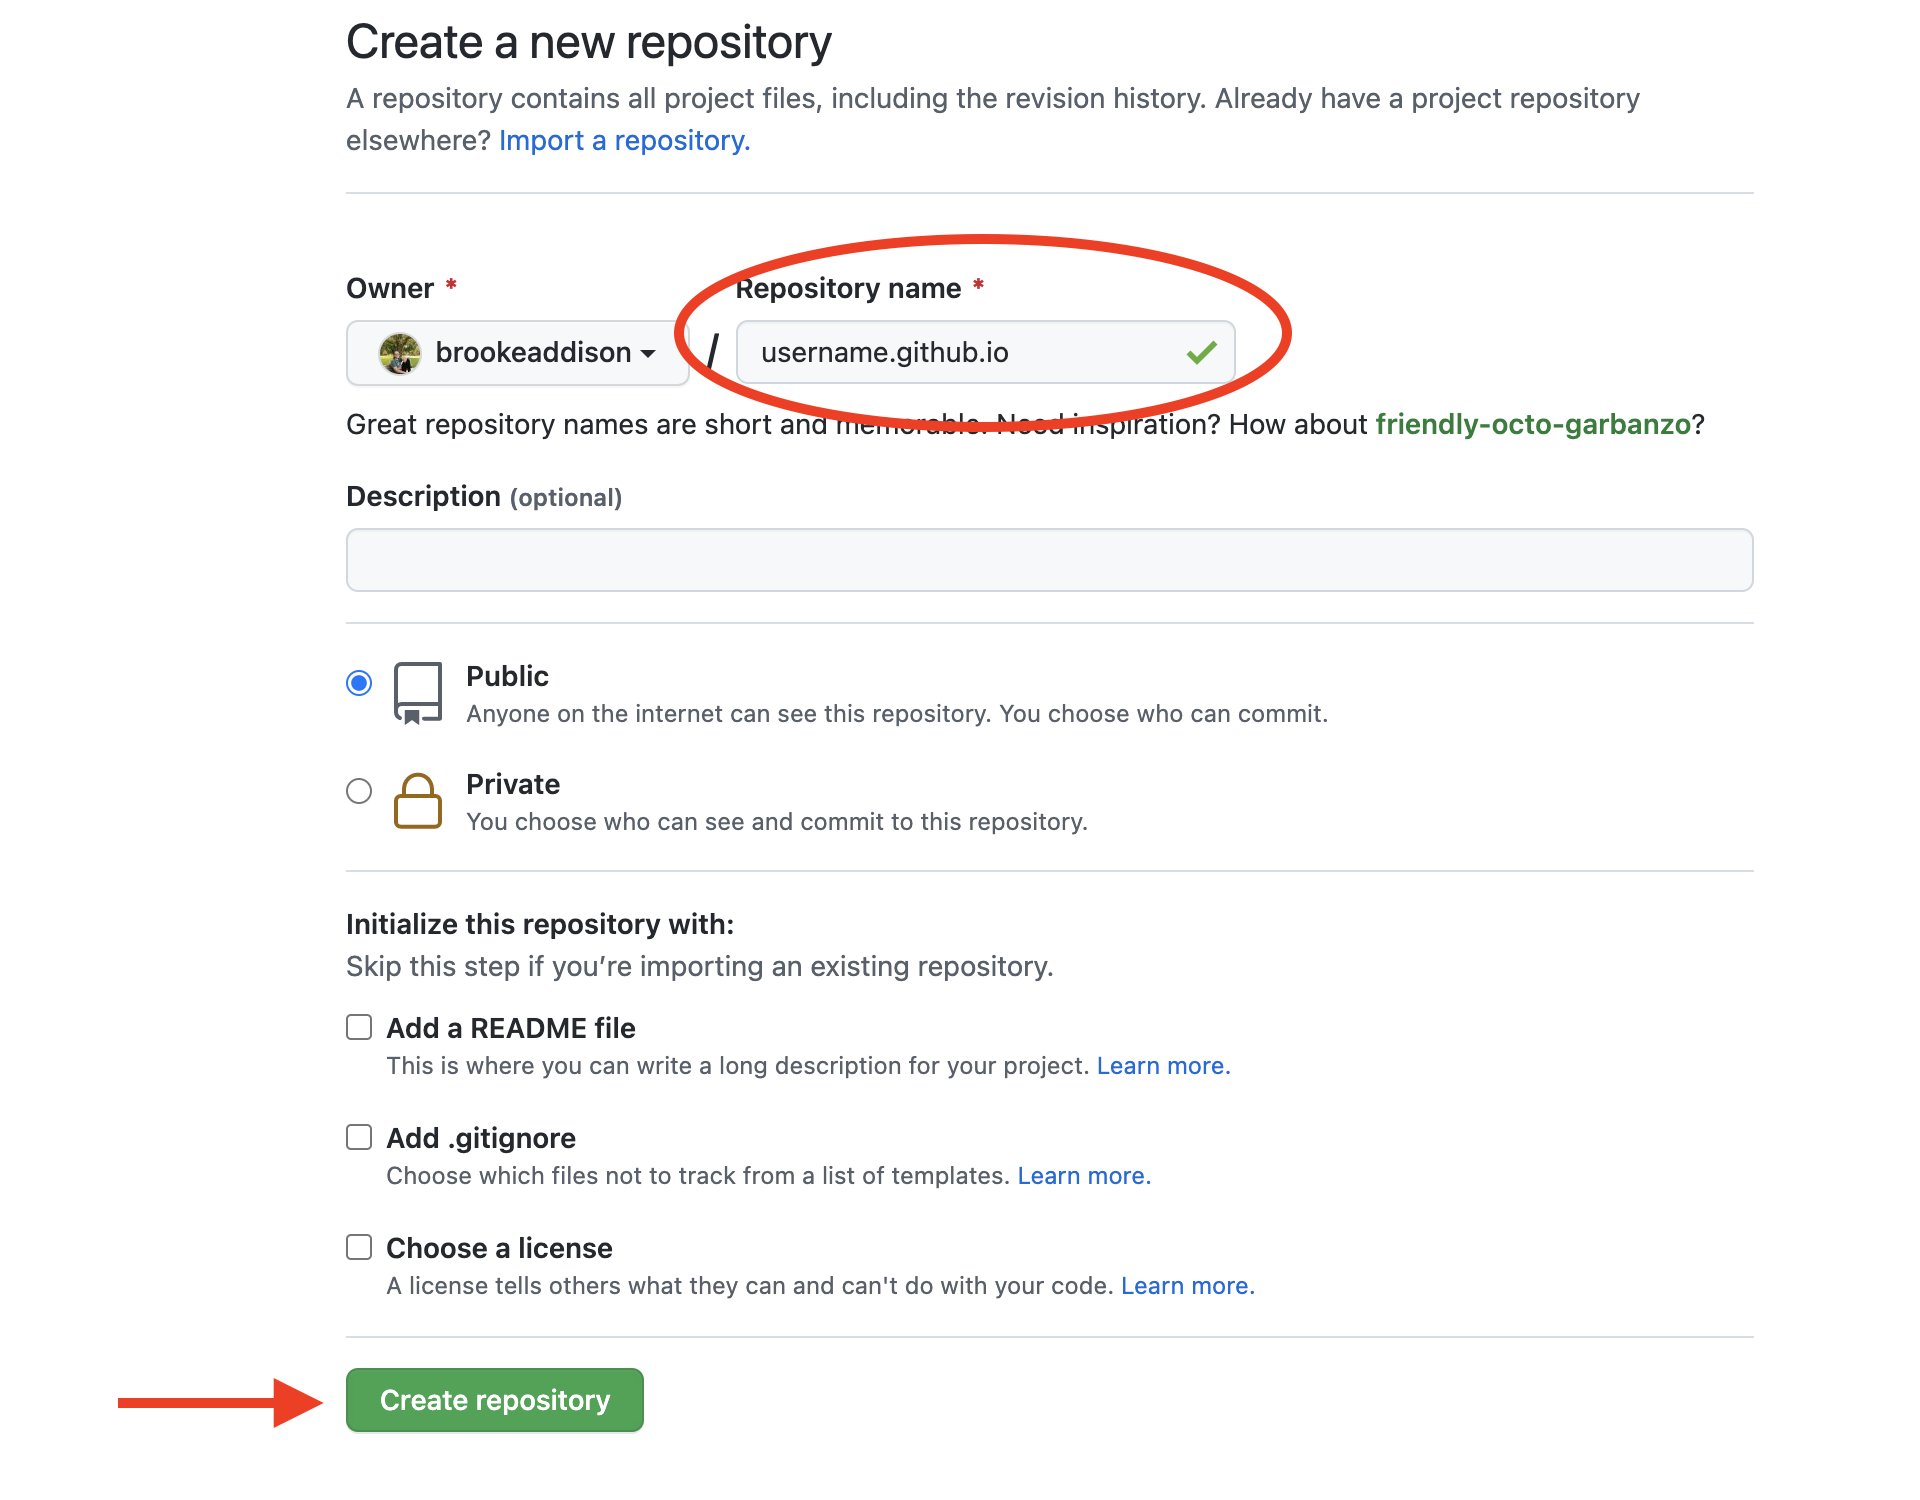 Create a new repository
A repository contains all project files, including the revision history. Already have a project repository
elsewhere? Import a repository.
Owner * Repository name *
brookeaddison / username.github.io
Great repository names are short and memorable. Need inspiration? How about friendly-octo-garbanzo?
Description (optional)
Public
Anyone on the internet can see this repository. You choose who can commit.
Private
You choose who can see and commit to this repository.
Initialize this repository with:
Skip this step if you’re importing an existing repository.
Add a README file
This is where you can write a long description for your project. Learn more.
Add .gitignore
Choose which files not to track from a list of templates. Learn more.
Choose a license
A license tells others what they can and can't do with your code. Learn more.
Create repository